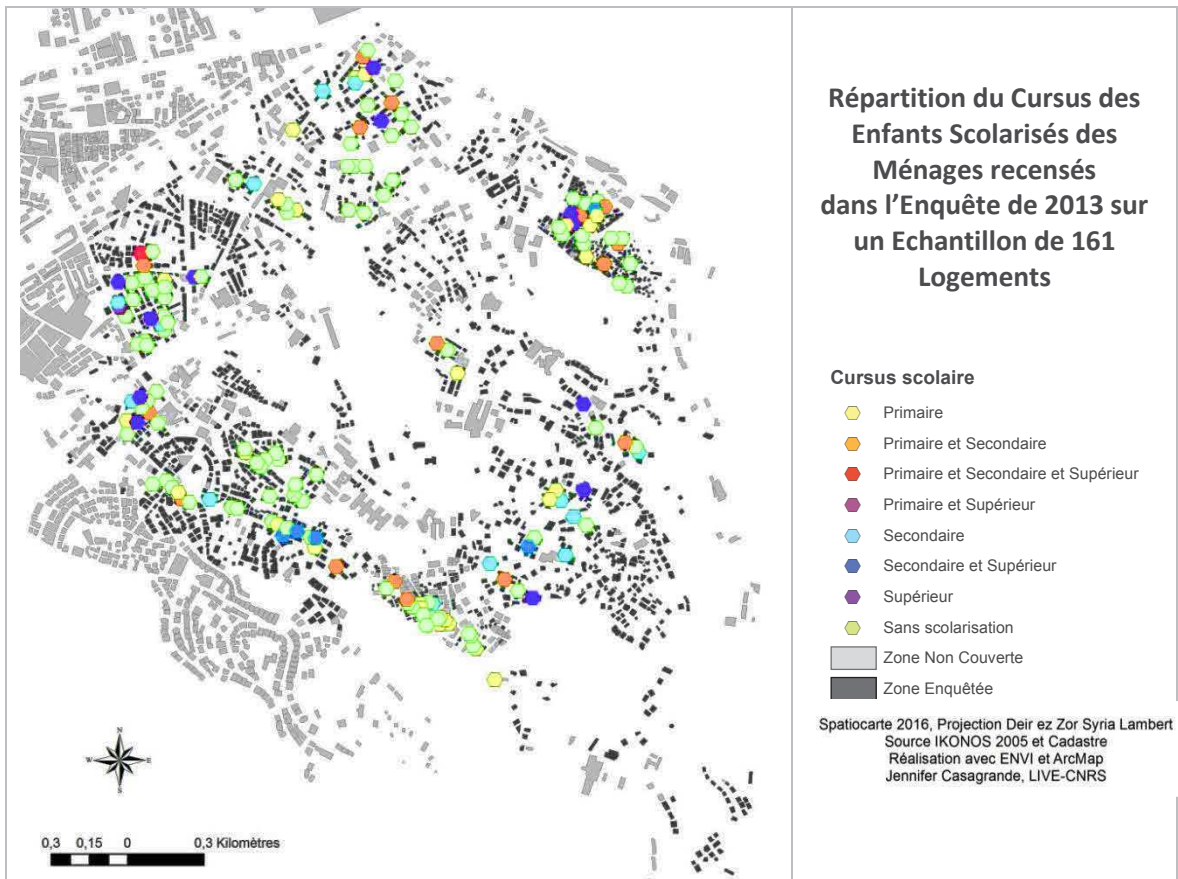 Répartition du Cursus des
Enfants Scolarisés des
Ménages recensés
dans l'Enquête de 2013 sur
un Echantillon de 161
Logements
Cursus scolaire
Primaire
Primaire et Secondaire
Primaire et Secondaire et Supérieur
Primaire et Supérieur
Secondaire
Secondaire et Supérieur
Supérieur
Sans scolarisation
Zone Non Couverte
Zone Enquêtée
Spatiocarte 2016, Projection Deir ez Zor Syria Lambert
Source IKONOS 2005 et Cadastre
Réalisation avec ENVI et ArcMap
Jennifer Casagrande, LIVE-CNRS
N
W E
S
0,3 0,15 0 0,3 Kilomètres